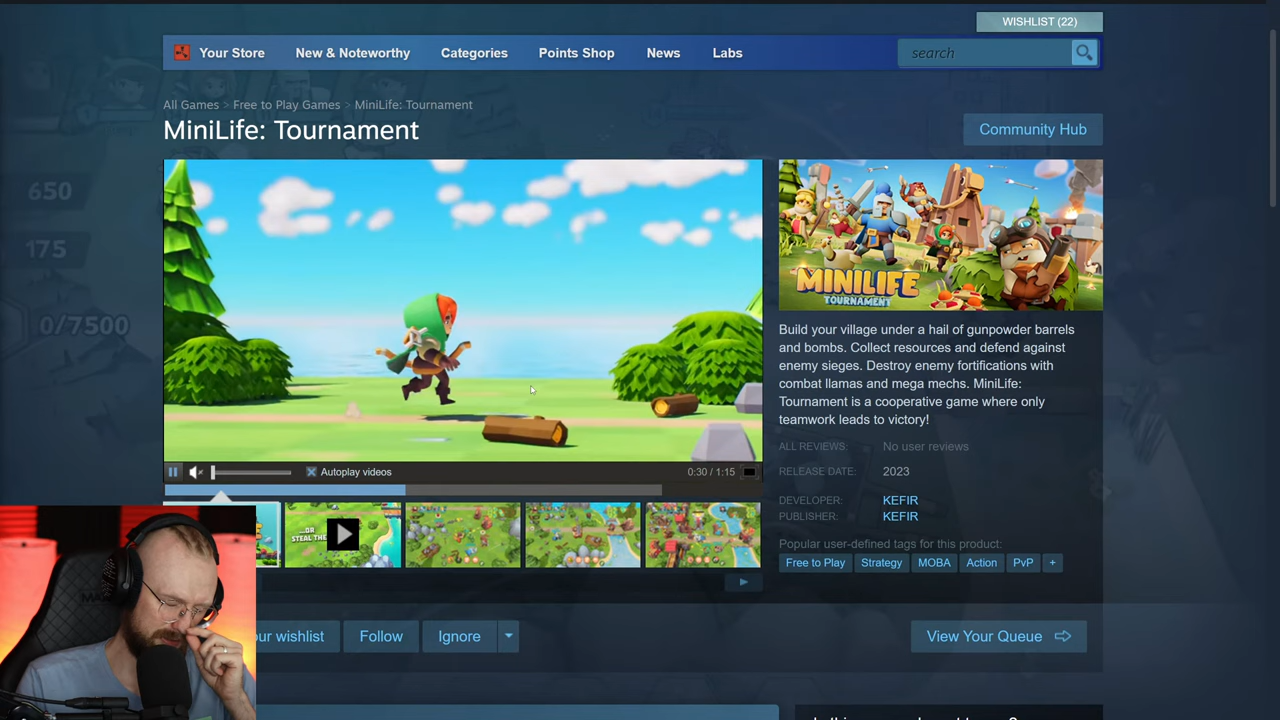 WISHLIST (22)
Your Store
New & Noteworthy
Categories
Points Shop
News
Labs
search
All Games > Free to Play Games > MiniLife: Tournament
MiniLife: Tournament
Community Hub
650
175
0/7500
MINILIFE
TOURNAMENT
Build your village under a hail of gunpowder barrels
and bombs. Collect resources and defend against
enemy sieges. Destroy enemy fortifications with
combat llamas and mega mechs. MiniLife:
Tournament is a cooperative game where only
teamwork leads to victory!
ALL REVIEWS: No user reviews
RELEASE DATE: 2023
DEVELOPER: KEFIR
PUBLISHER: KEFIR
Popular user-defined tags for this product:
Free to Play
Strategy
MOBA
Action
PvP
+
Autoplay videos
0:30 / 1:15
...OR
STEAL THE
ur wishlist
Follow
Ignore
View Your Queue